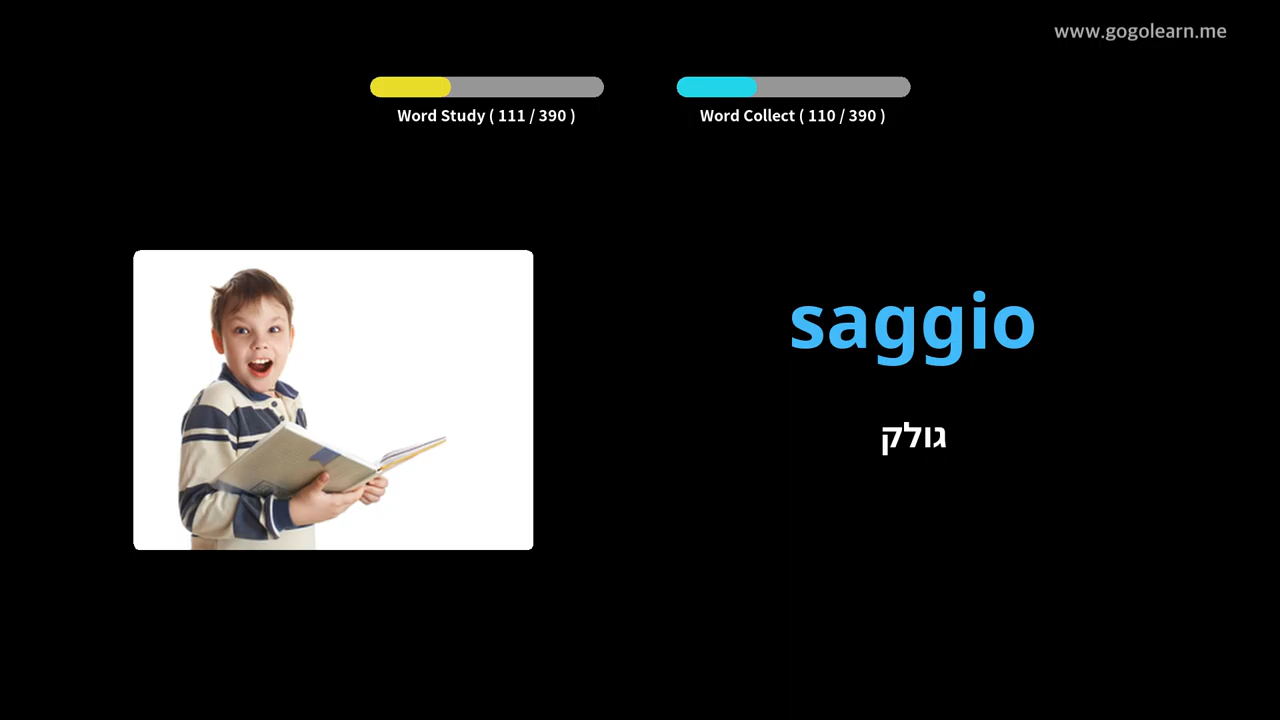 www.gogolearn.me
Word Study ( 111 / 390 )
Word Collect ( 110 / 390 )
saggio
גולק